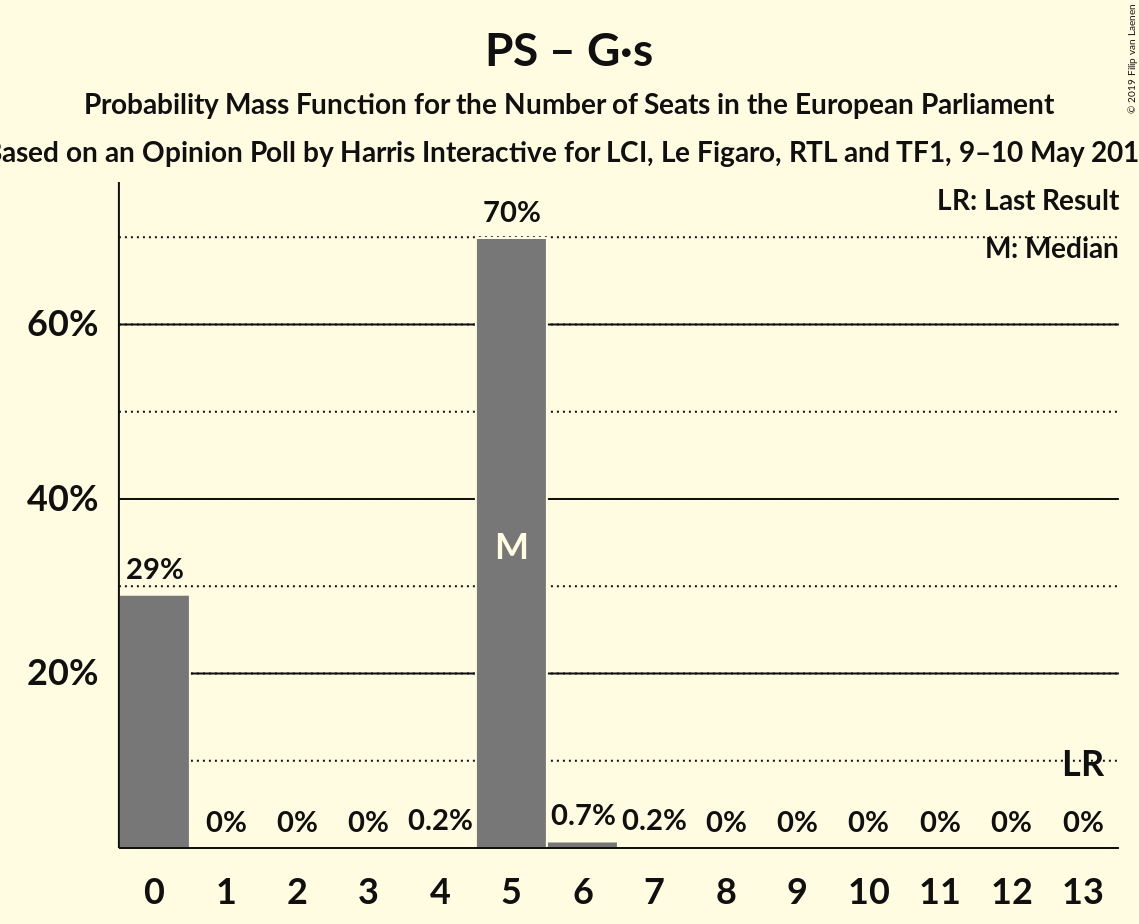 PS – G·s
Probability Mass Function for the Number of Seats in the European Parliament
Based on an Opinion Poll by Harris Interactive for LCI, Le Figaro, RTL and TF1, 9–10 May 201
© 2019 Filip van Laenen
LR: Last Result
M: Median
70%
60%
40%
M
29%
20%
LR
0% 0% 0% 0.2% 0.7% 0.2% 0% 0% 0% 0% 0% 0%
0 1 2 3 4 5 6 7 8 9 10 11 12 13